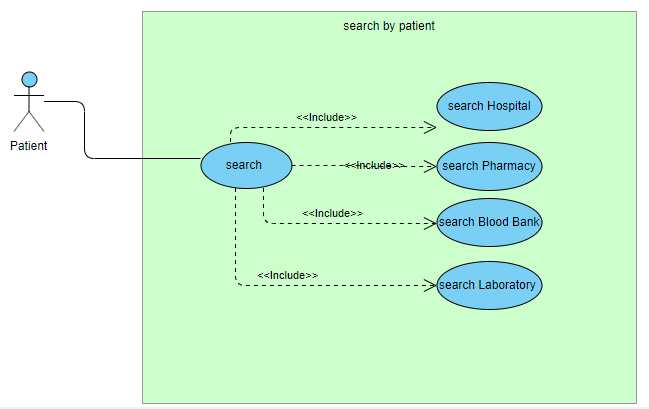 search by patient
Patient
search
<<Include>>
search Hospital
<<Include>>
search Pharmacy
<<Include>>
search Blood Bank
<<Include>>
search Laboratory